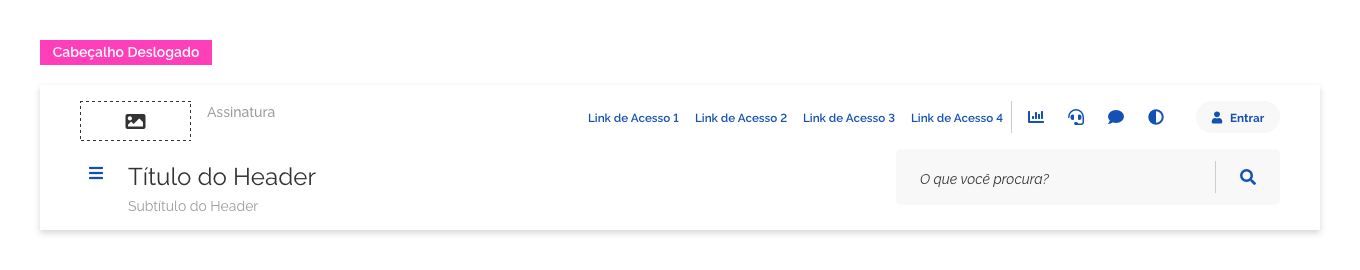 Cabeçalho Deslogado
Assinatura
Link de Acesso 1 Link de Acesso 2 Link de Acesso 3 Link de Acesso 4 Entrar
Título do Header
O que você procura?
Subtítulo do Header